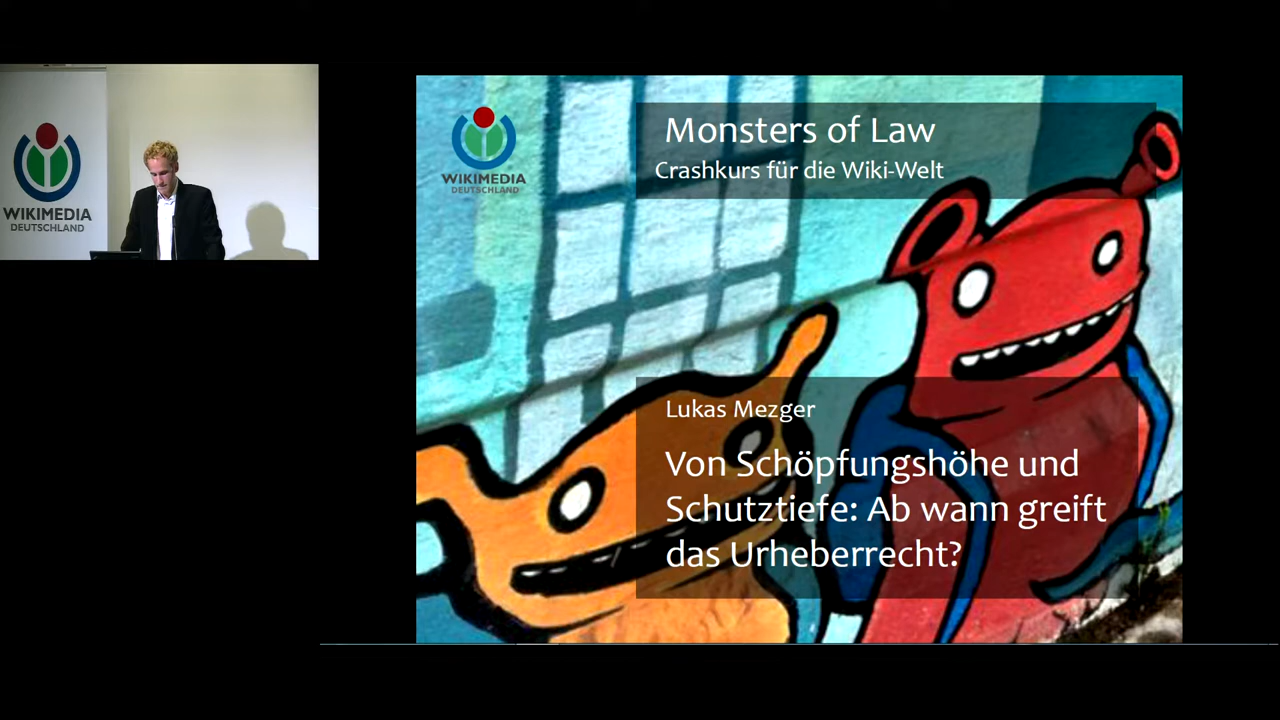 WIKIMEDIA
DEUTSCHLAND
WIKIMEDIA
DEUTSCHLAND
Monsters of Law
Crashkurs für die Wiki-Welt
Lukas Mezger
Von Schöpfungshöhe und
Schutztiefe: Ab wann greift
das Urheberrecht?